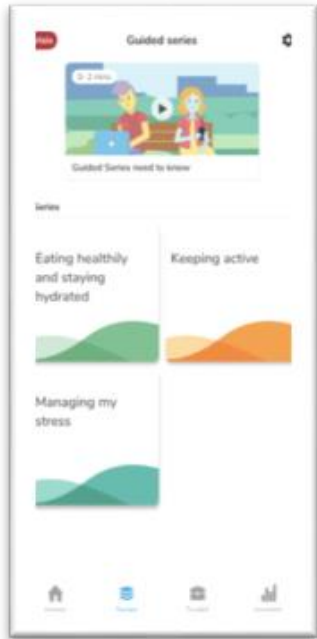 Guided series
2 mins
Guided Series need to know
Series
Eating healthily
and staying
hydrated
Keeping active
Managing my
stress